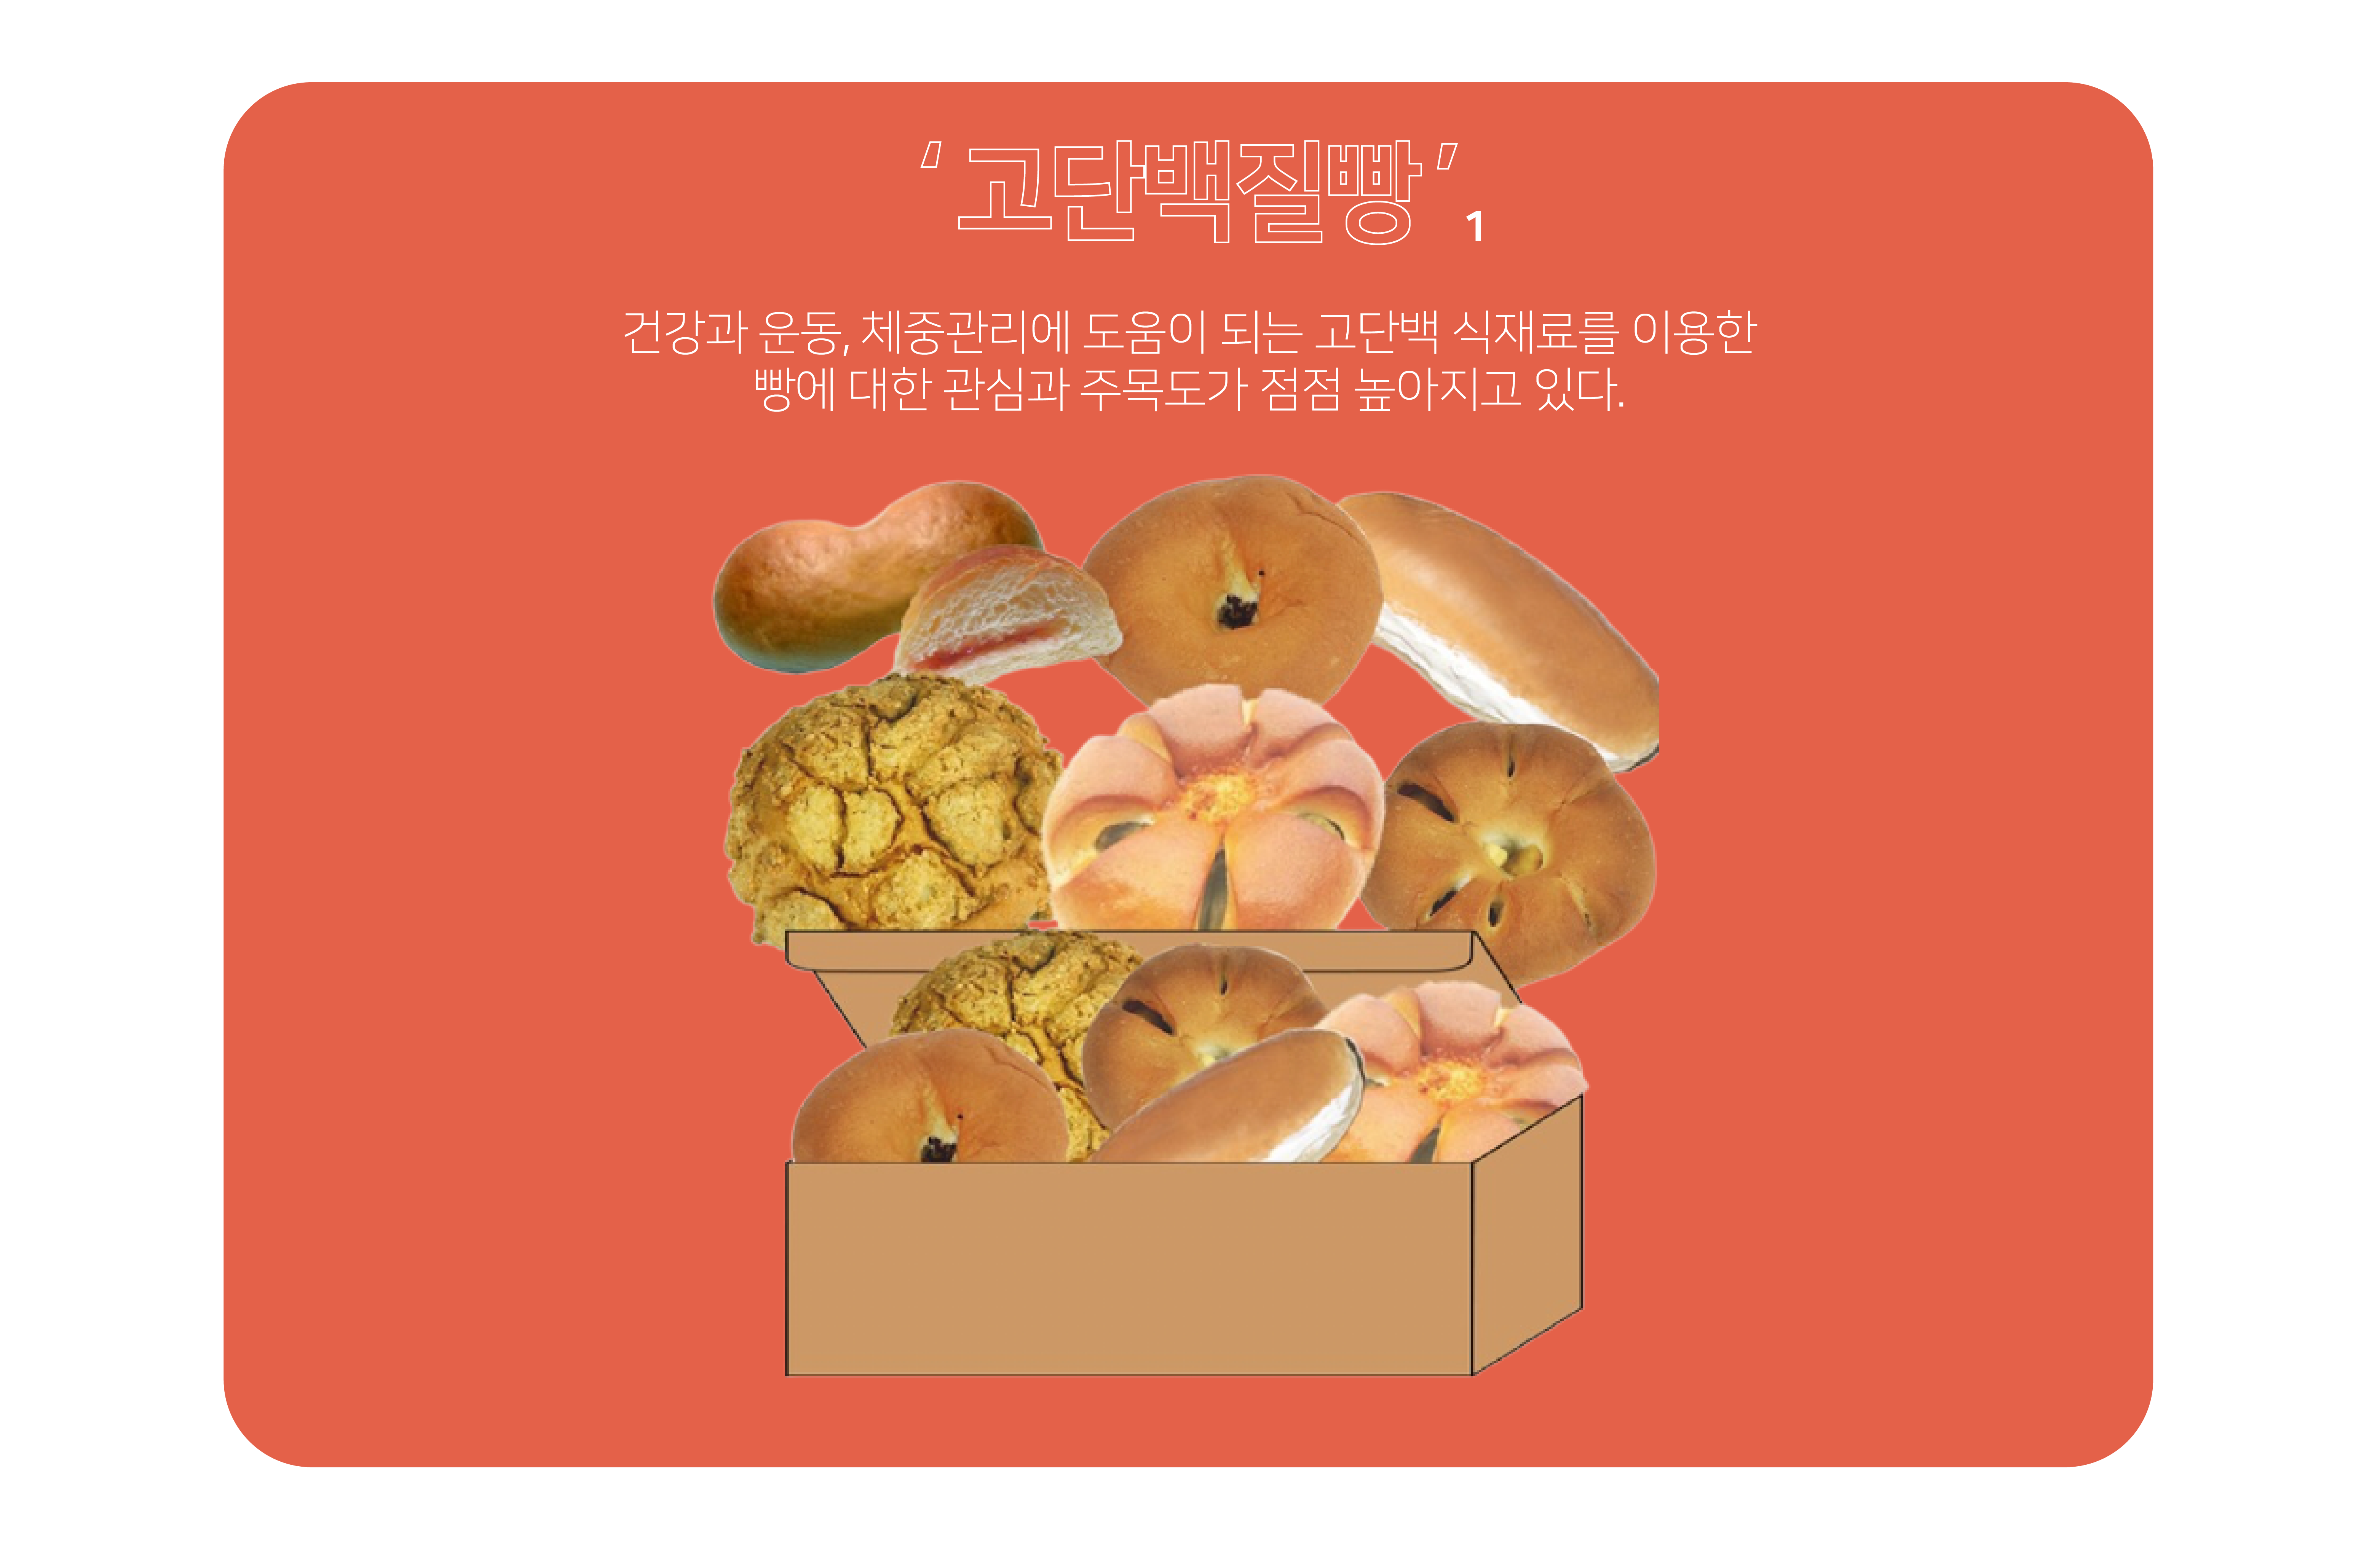 ‘고단백질빵’ 1
건강과 운동, 체중관리에 도움이 되는 고단백 식재료를 이용한
빵에 대한 관심과 주목도가 점점 높아지고 있다.